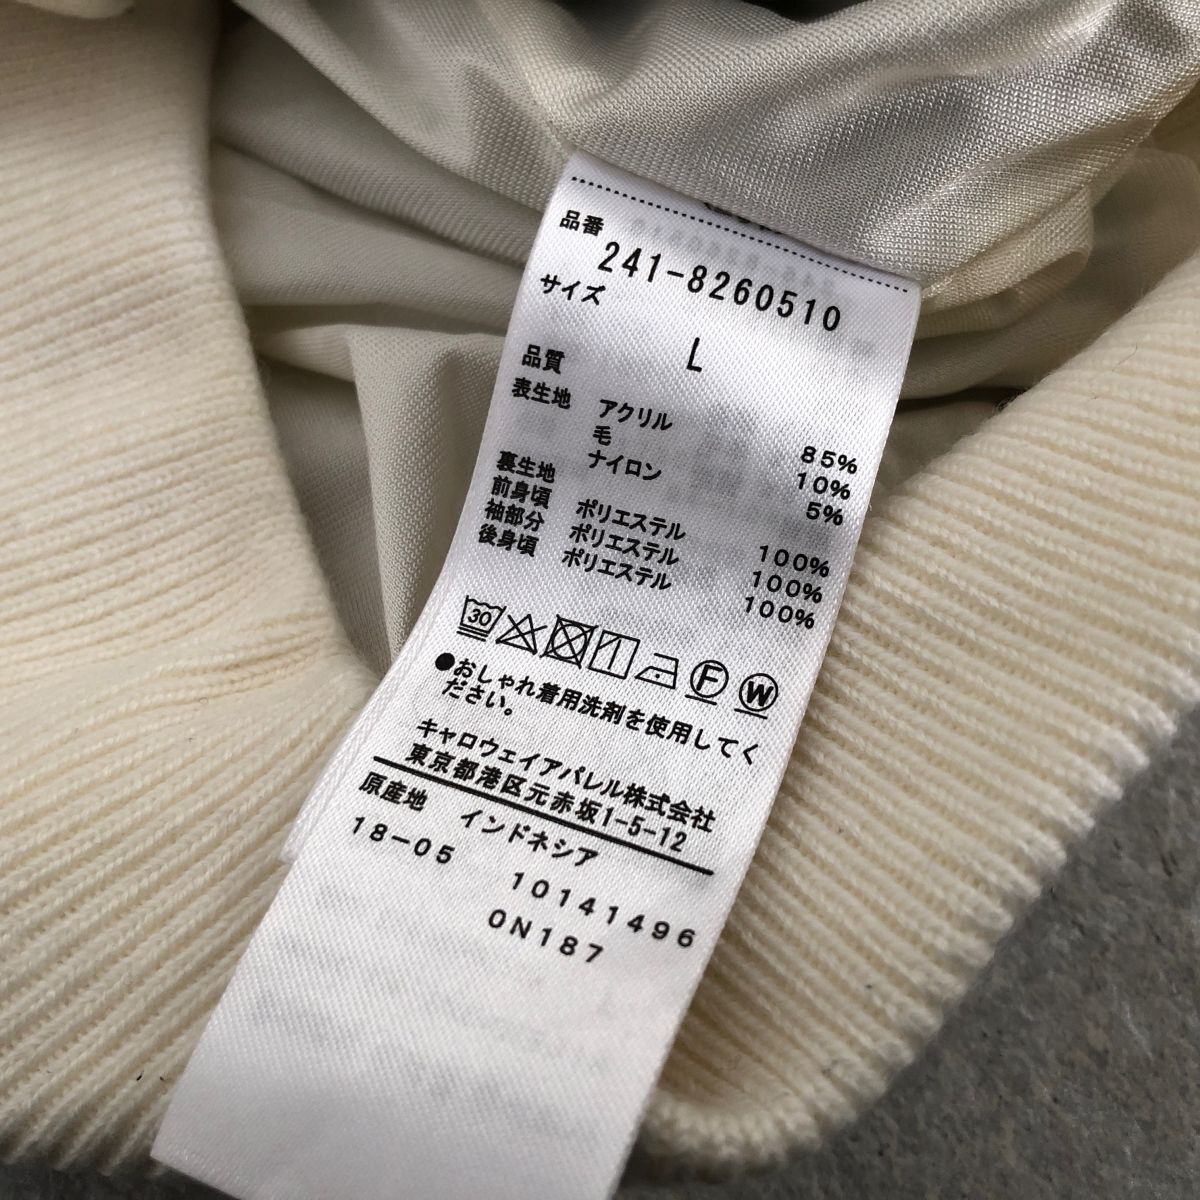 品番
241-8260510
サイズ
L
品質
表生地 アクリル 85%
毛 10%
ナイロン 5%
裏生地
前身頃 ポリエステル 100%
袖部分 ポリエステル 100%
後身頃 ポリエステル 100%
30 F W
●おしゃれ着用洗剤を使用してく
ださい。
キャロウェイアパレル株式会社
東京都港区元赤坂1-5-12
原産地 インドネシア
18-05
10141496
0N187